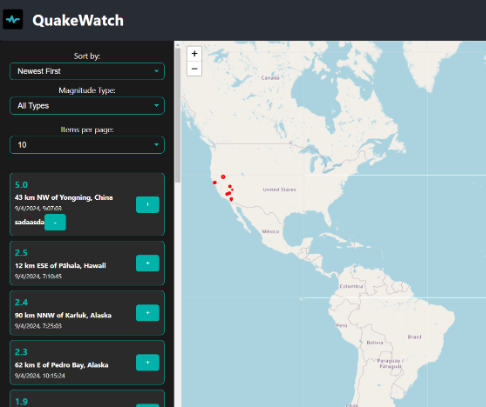 QuakeWatch
Sort by:
Newest First
Magnitude Type:
All Types
Items per page:
10
5.0
43 km NW of Yongning, China
9/4/2024, 9:07:03
sadaasda
2.5
12 km ESE of Pāhala, Hawaii
9/4/2024, 7:10:45
+
2.4
90 km NNW of Karluk, Alaska
9/4/2024, 7:25:03
+
2.3
62 km E of Pedro Bay, Alaska
9/4/2024, 10:15:24
+
1.9
+
−
Canada
United States
México
Colombia
Perú
Brasil
Bolivia
Paraguay /
Paraguái